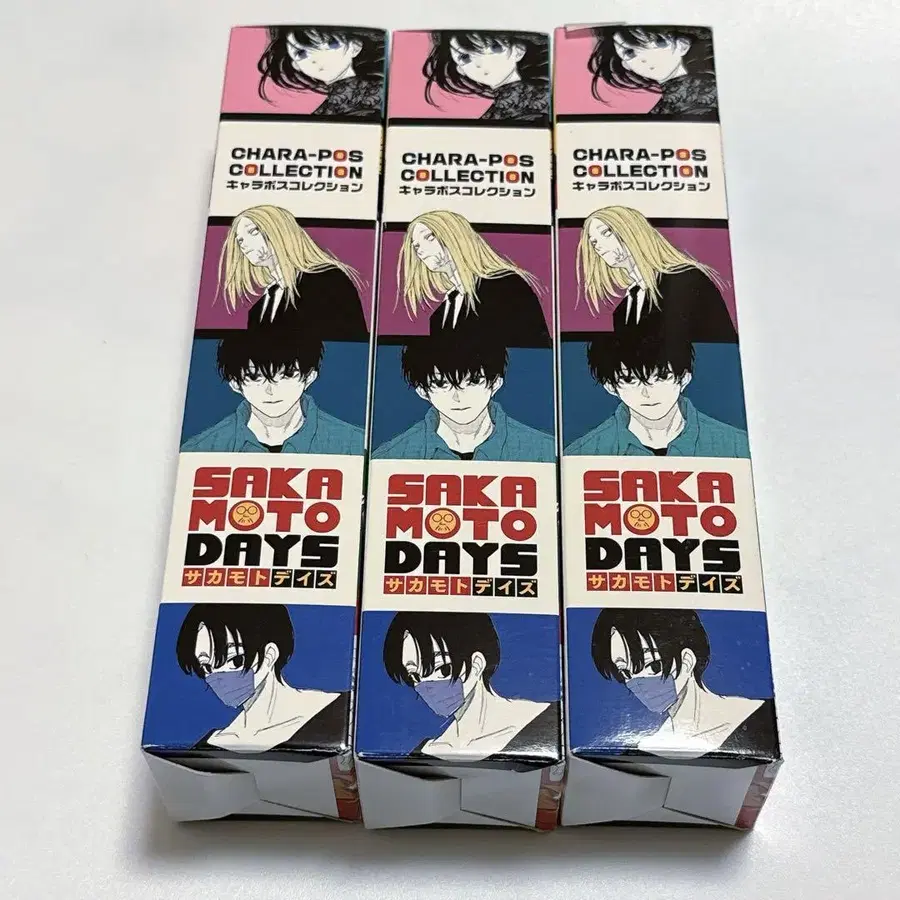 CHARA-POS
COLLECTION
キャラポスコレクション
SAKA
MOTO
DAYS
サカモトデイズ
CHARA-POS
COLLECTION
キャラポスコレクション
SAKA
MOTO
DAYS
サカモトデイズ
CHARA-POS
COLLECTION
キャラポスコレクション
SAKA
MOTO
DAYS
サカモトデイズ